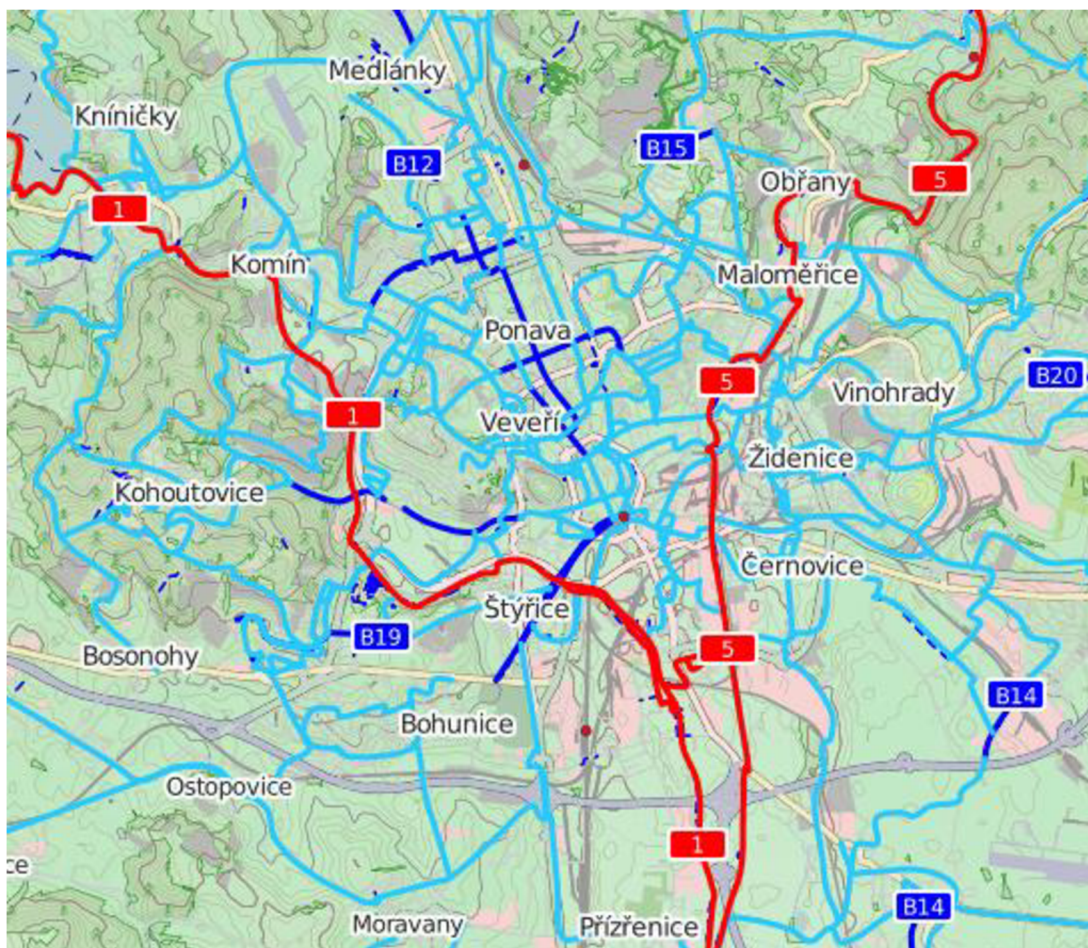 Medlánky
Kníničky
B12
B15
Obřany
5
1
Komín
Maloměřice
Ponava
5
B20
Vinohrady
1
Veveří
Židenice
Kohoutovice
Černovice
Štýřice
B19
5
Bosonohy
B14
Bohunice
Ostopovice
1
ce
B14
Moravany
Přízřenice